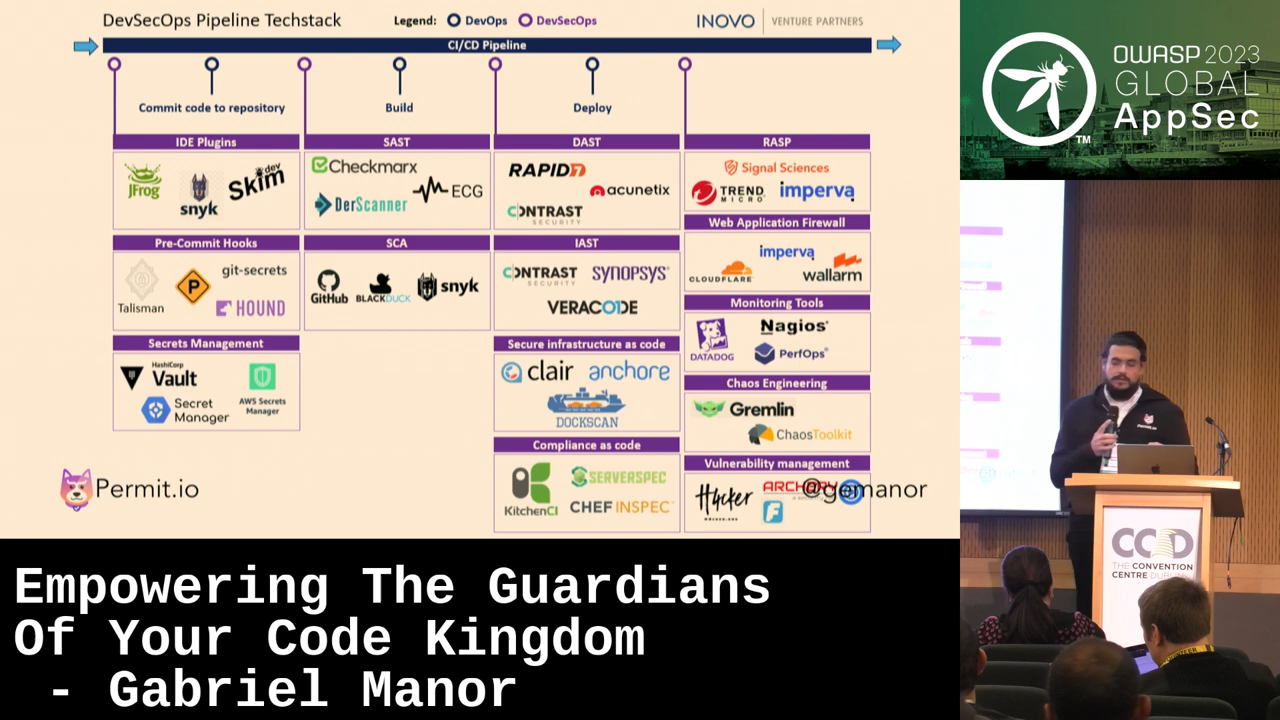 DevSecOps Pipeline Techstack
Legend: DevOps DevSecOps
INOVO VENTURE PARTNERS
CI/CD Pipeline
Commit code to repository
Build
Deploy
IDE Plugins
JFrog
snyk
Skim dev
Pre-Commit Hooks
Talisman
P
git-secrets
HOUND
Secrets Management
HashiCorp
Vault
Secret
Manager
AWS Secrets
Manager
SAST
Checkmarx
DerScanner
ECG
SCA
GitHub
BLACKDUCK
snyk
DAST
RAPID7
acunetix
CONTRAST
SECURITY
IAST
CONTRAST
SECURITY
SYNOPSYS
VERACODE
Secure infrastructure as code
clair
anchore
DOCKSCAN
Compliance as code
KitchenCI
SERVERSPEC
CHEF INSPEC
RASP
Signal Sciences
TREND
MICRO
imperva
Web Application Firewall
imperva
CLOUDFLARE
wallarm
Monitoring Tools
DATADOG
Nagios
PerfOps
Chaos Engineering
Gremlin
ChaosToolkit
Vulnerability management
ARCHERY
F
Permit.io
@gemanor
Empowering The Guardians
Of Your Code Kingdom
- Gabriel Manor
OWASP 2023
GLOBAL
AppSec
TM
Permit.io
THE CONVENTION
CENTRE DUBLIN